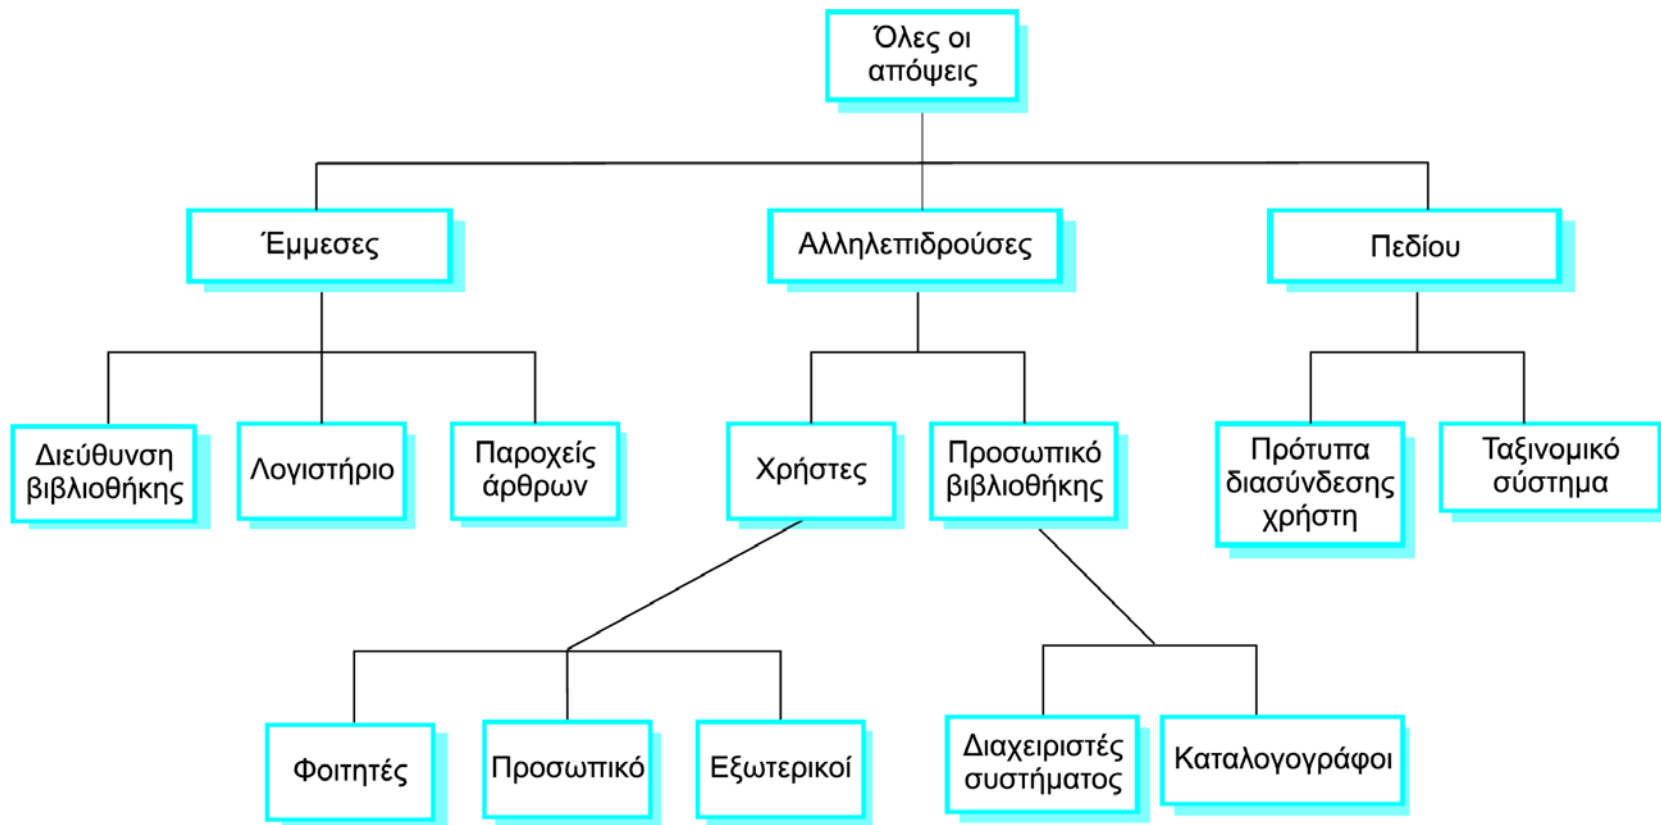 Όλες οι
απόψεις
Έμμεσες
Αλληλεπιδρούσες
Πεδίου
Διεύθυνση
βιβλιοθήκης
Λογιστήριο
Παροχείς
άρθρων
Χρήστες
Προσωπικό
βιβλιοθήκης
Πρότυπα
διασύνδεσης
χρήστη
Ταξινομικό
σύστημα
Φοιτητές
Προσωπικό
Εξωτερικοί
Διαχειριστές
συστήματος
Καταλογογράφοι